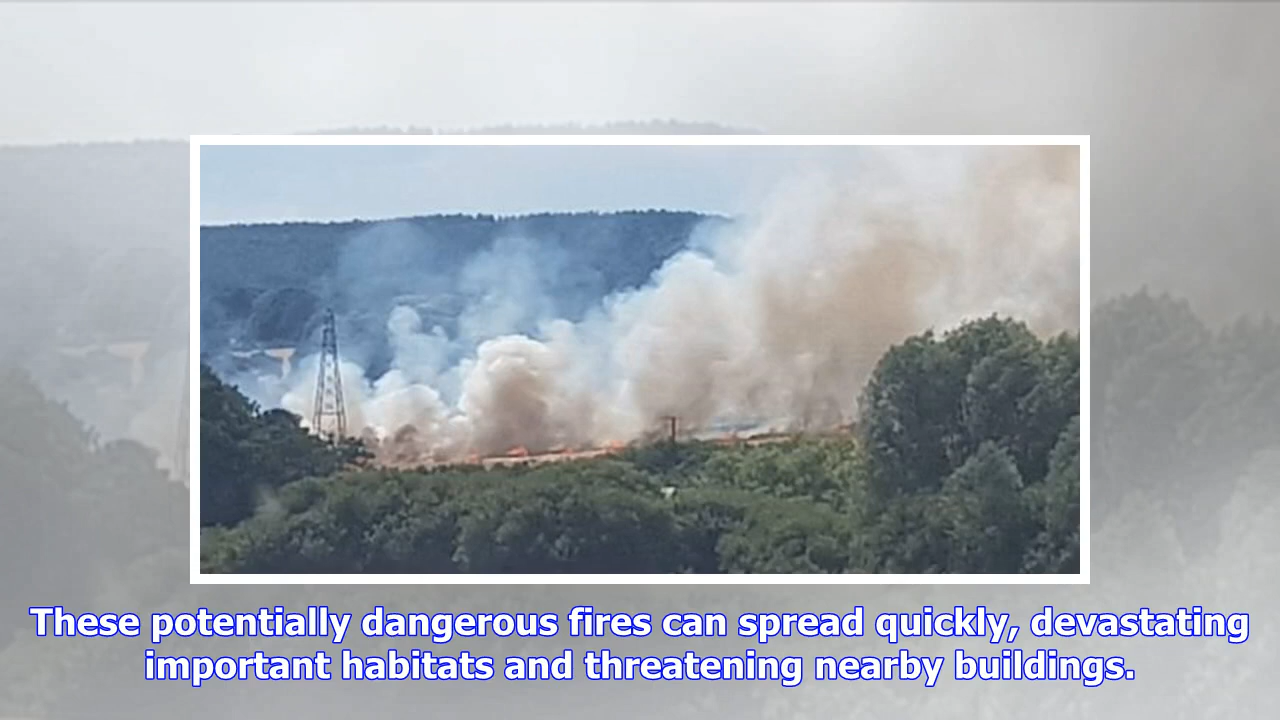 These potentially dangerous fires can spread quickly, devastating
important habitats and threatening nearby buildings.